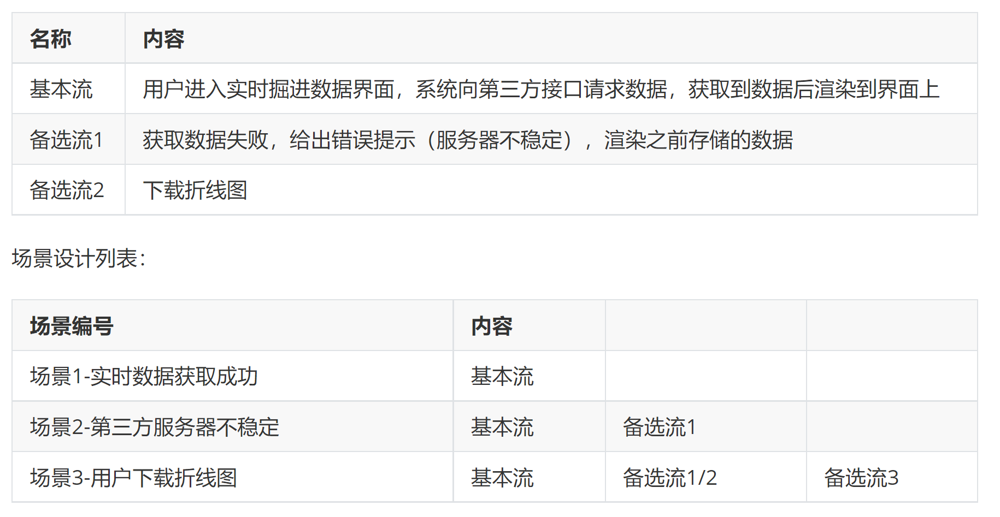 名称 内容
基本流 用户进入实时掘进数据界面，系统向第三方接口请求数据，获取到数据后渲染到界面上
备选流1 获取数据失败，给出错误提示（服务器不稳定），渲染之前存储的数据
备选流2 下载折线图
场景设计列表：
场景编号 内容
场景1-实时数据获取成功 基本流
场景2-第三方服务器不稳定 基本流 备选流1
场景3-用户下载折线图 基本流 备选流1/2 备选流3